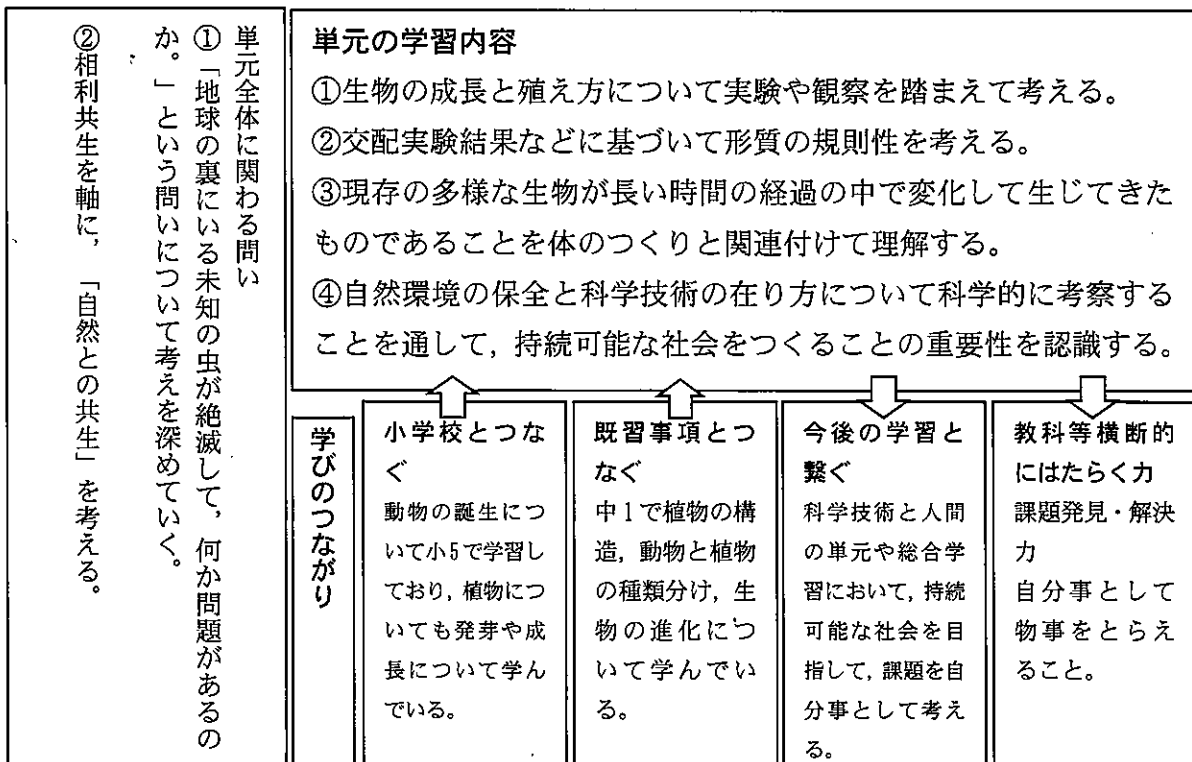 単元全体に関わる問い
①「地球の裏にいる未知の虫が絶滅して，何か問題があるの
か。」という問いについて考えを深めていく。
②相利共生を軸に，「自然との共生」を考える。
単元の学習内容
①生物の成長と殖え方について実験や観察を踏まえて考える。
②交配実験結果などに基づいて形質の規則性を考える。
③現存の多様な生物が長い時間の経過の中で変化して生じてきた
ものであることを体のつくりと関連付けて理解する。
④自然環境の保全と科学技術の在り方について科学的に考察する
ことを通して，持続可能な社会をつくることの重要性を認識する。
学びのつながり
小学校とつな
ぐ
動物の誕生につ
いて小5で学習し
ており，植物につ
いても発芽や成
長について学ん
でいる。
既習事項とつ
なぐ
中1で植物の構
造，動物と植物
の種類分け，生
物の進化につ
いて学んでい
る。
今後の学習と
繋ぐ
科学技術と人間
の単元や総合学
習において，持続
可能な社会を目
指して，課題を自
分事として考え
る。
教科等横断的
にはたらく力
課題発見・解決
力
自分事として
物事をとらえ
ること。